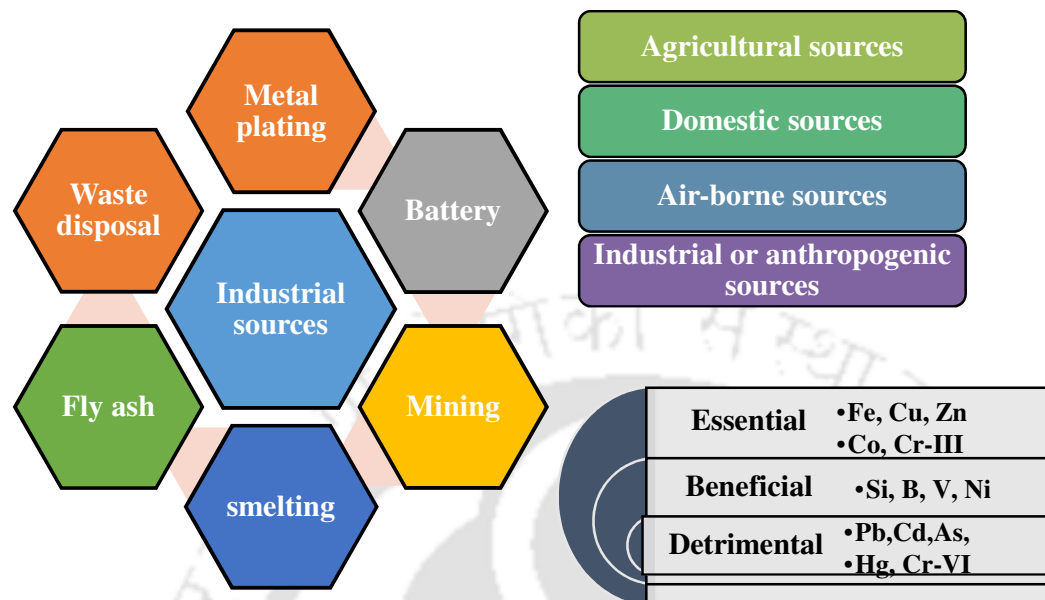 Metal
plating
Waste
disposal
Battery
Industrial
sources
Fly ash
Mining
smelting
Agricultural sources
Domestic sources
Air-borne sources
Industrial or anthropogenic
sources
Essential
•Fe, Cu, Zn
•Co, Cr-III
Beneficial
•Si, B, V, Ni
Detrimental
•Pb,Cd,As,
•Hg, Cr-VI